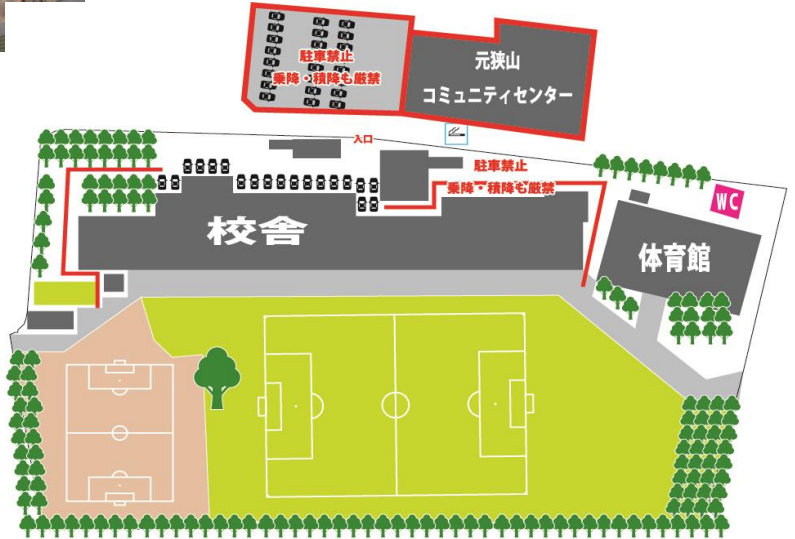 駐車禁止
乗降・積降も厳禁
元狭山
コミュニティセンター
入口
駐車禁止
乗降・積降も厳禁
WC
校舎
体育館